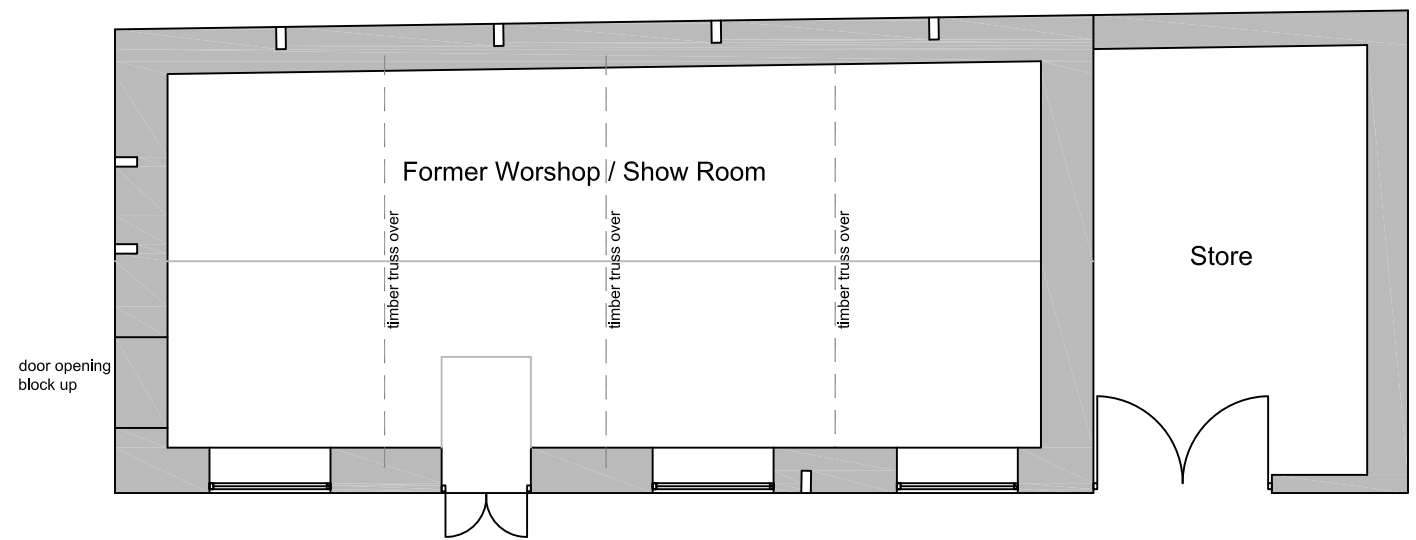 Former Worshop / Show Room
timber truss over
timber truss over
timber truss over
Store
door opening
block up